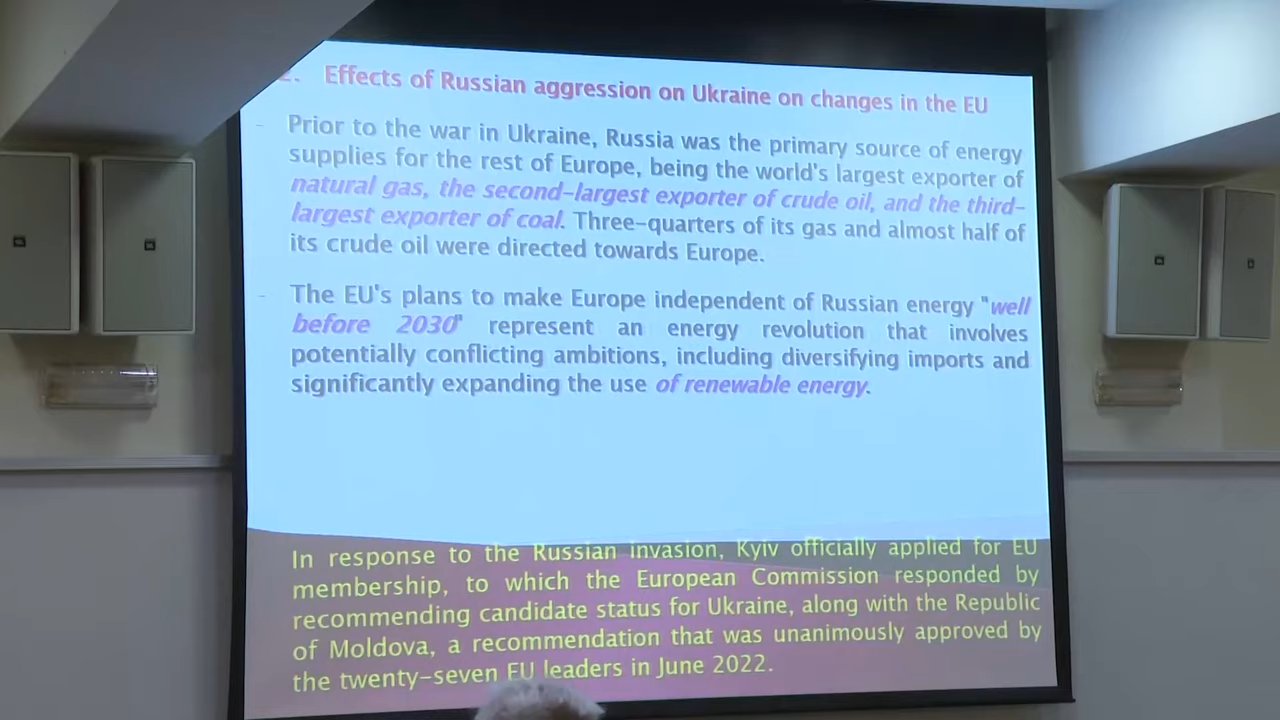 2. Effects of Russian aggression on Ukraine on changes in the EU
- Prior to the war in Ukraine, Russia was the primary source of energy
supplies for the rest of Europe, being the world's largest exporter of
natural gas, the second-largest exporter of crude oil, and the third-
largest exporter of coal. Three-quarters of its gas and almost half of
its crude oil were directed towards Europe.
- The EU's plans to make Europe independent of Russian energy "well
before 2030" represent an energy revolution that involves
potentially conflicting ambitions, including diversifying imports and
significantly expanding the use of renewable energy.
In response to the Russian invasion, Kyiv officially applied for EU
membership, to which the European Commission responded by
recommending candidate status for Ukraine, along with the Republic
of Moldova, a recommendation that was unanimously approved by
the twenty-seven EU leaders in June 2022.